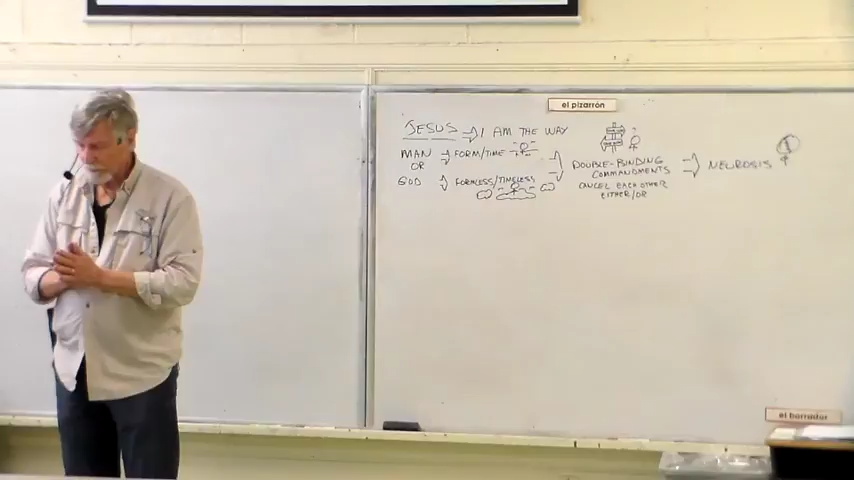 el pizarrón
JESUS → I AM THE WAY
MAN → FORM/TIME
OR
GOD → FORMLESS/TIMELESS
DOUBLE-BINDING
COMMANDMENTS
CANCEL EACH OTHER
EITHER/OR
→ NEUROSIS
el borrador